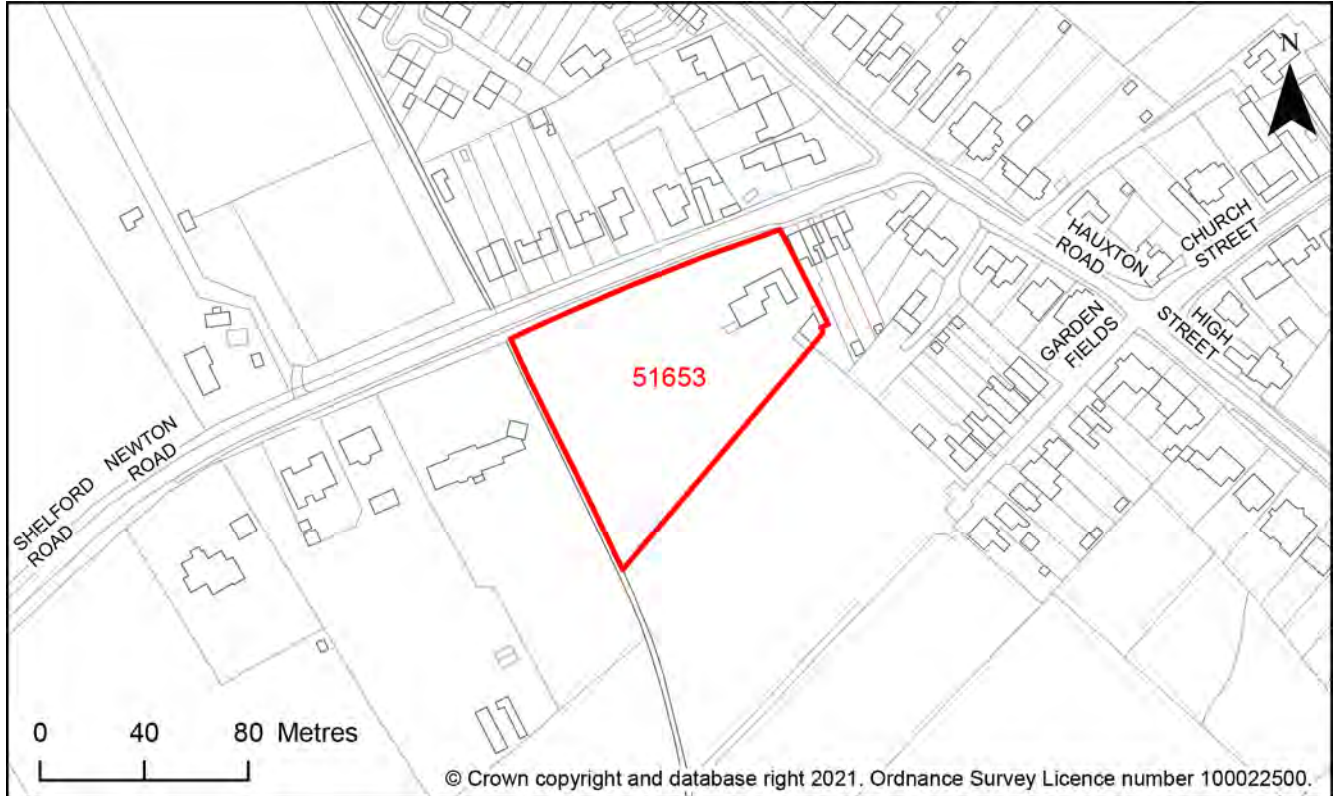 N
HAUXTON
ROAD
CHURCH
STREET
HIGH
STREET
GARDEN
FIELDS
51653
SHELFORD NEWTON
ROAD ROAD
0 40 80 Metres
© Crown copyright and database right 2021. Ordnance Survey Licence number 100022500.